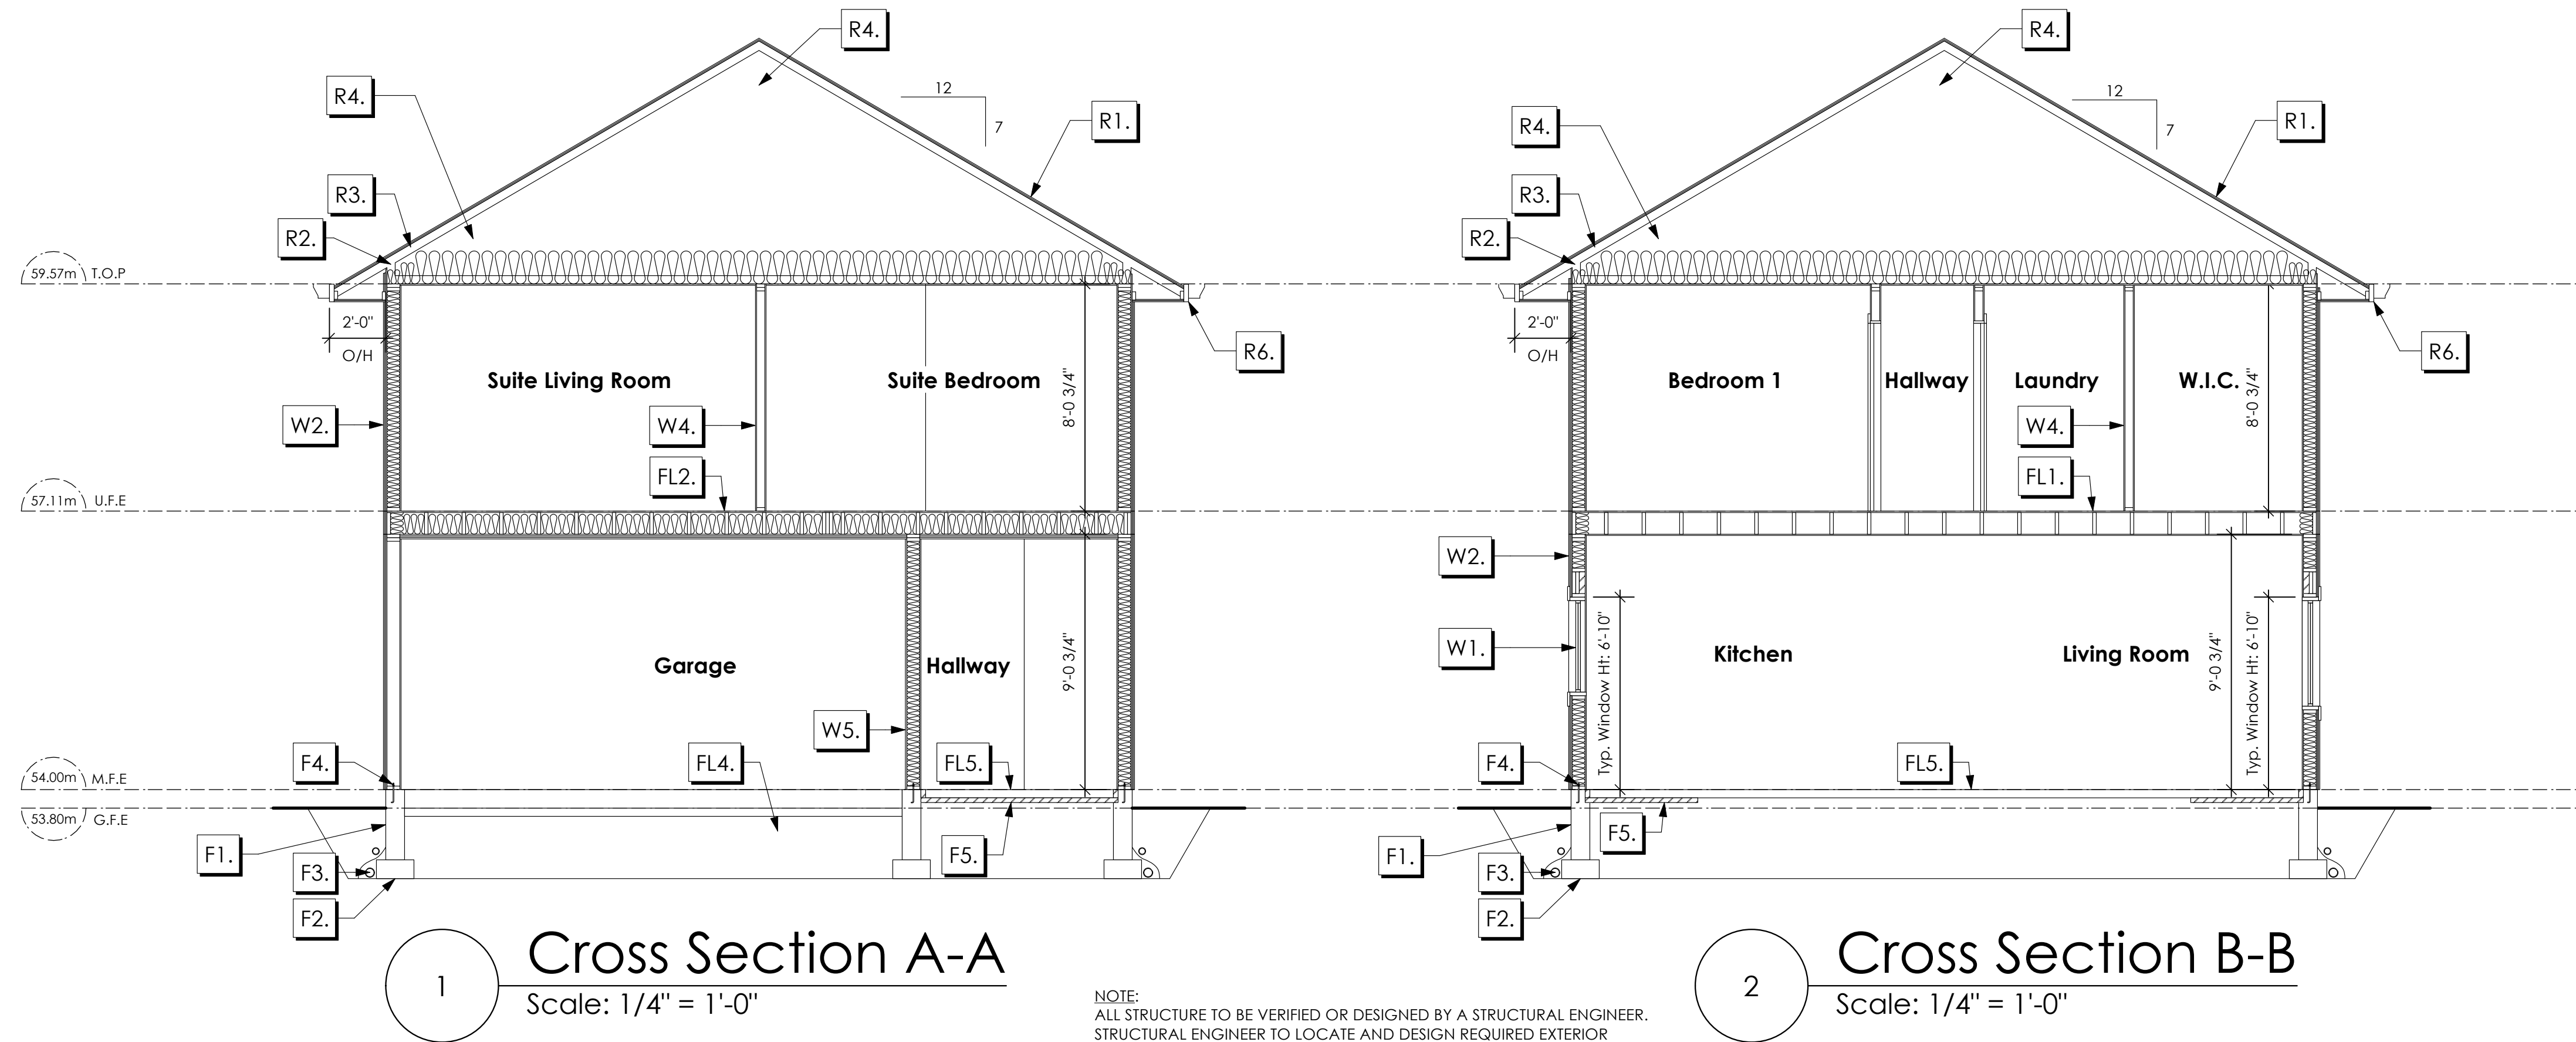 R4.
R4.
12
7
R1.
R3.
R2.
59.57m T.O.P
2'-0"
O/H
R6.
Suite Living Room
Suite Bedroom
8'-0 3/4"
W2.
W4.
FL2.
57.11m U.F.E
Garage
Hallway
9'-0 3/4"
W5.
F4.
FL4.
FL5.
54.00m M.F.E
53.80m G.F.E
F1.
F5.
F3.
F2.
1
Cross Section A-A
Scale: 1/4" = 1'-0"
R4.
R4.
12
7
R1.
R3.
R2.
2'-0"
O/H
R6.
Bedroom 1
Hallway
Laundry
W.I.C.
8'-0 3/4"
W4.
FL1.
W2.
W1.
Typ. Window Ht: 6'-10"
Kitchen
Living Room
9'-0 3/4"
Typ. Window Ht: 6'-10"
F4.
FL5.
F5.
F1.
F3.
F2.
2
Cross Section B-B
Scale: 1/4" = 1'-0"
NOTE:
ALL STRUCTURE TO BE VERIFIED OR DESIGNED BY A STRUCTURAL ENGINEER.
STRUCTURAL ENGINEER TO LOCATE AND DESIGN REQUIRED EXTERIOR